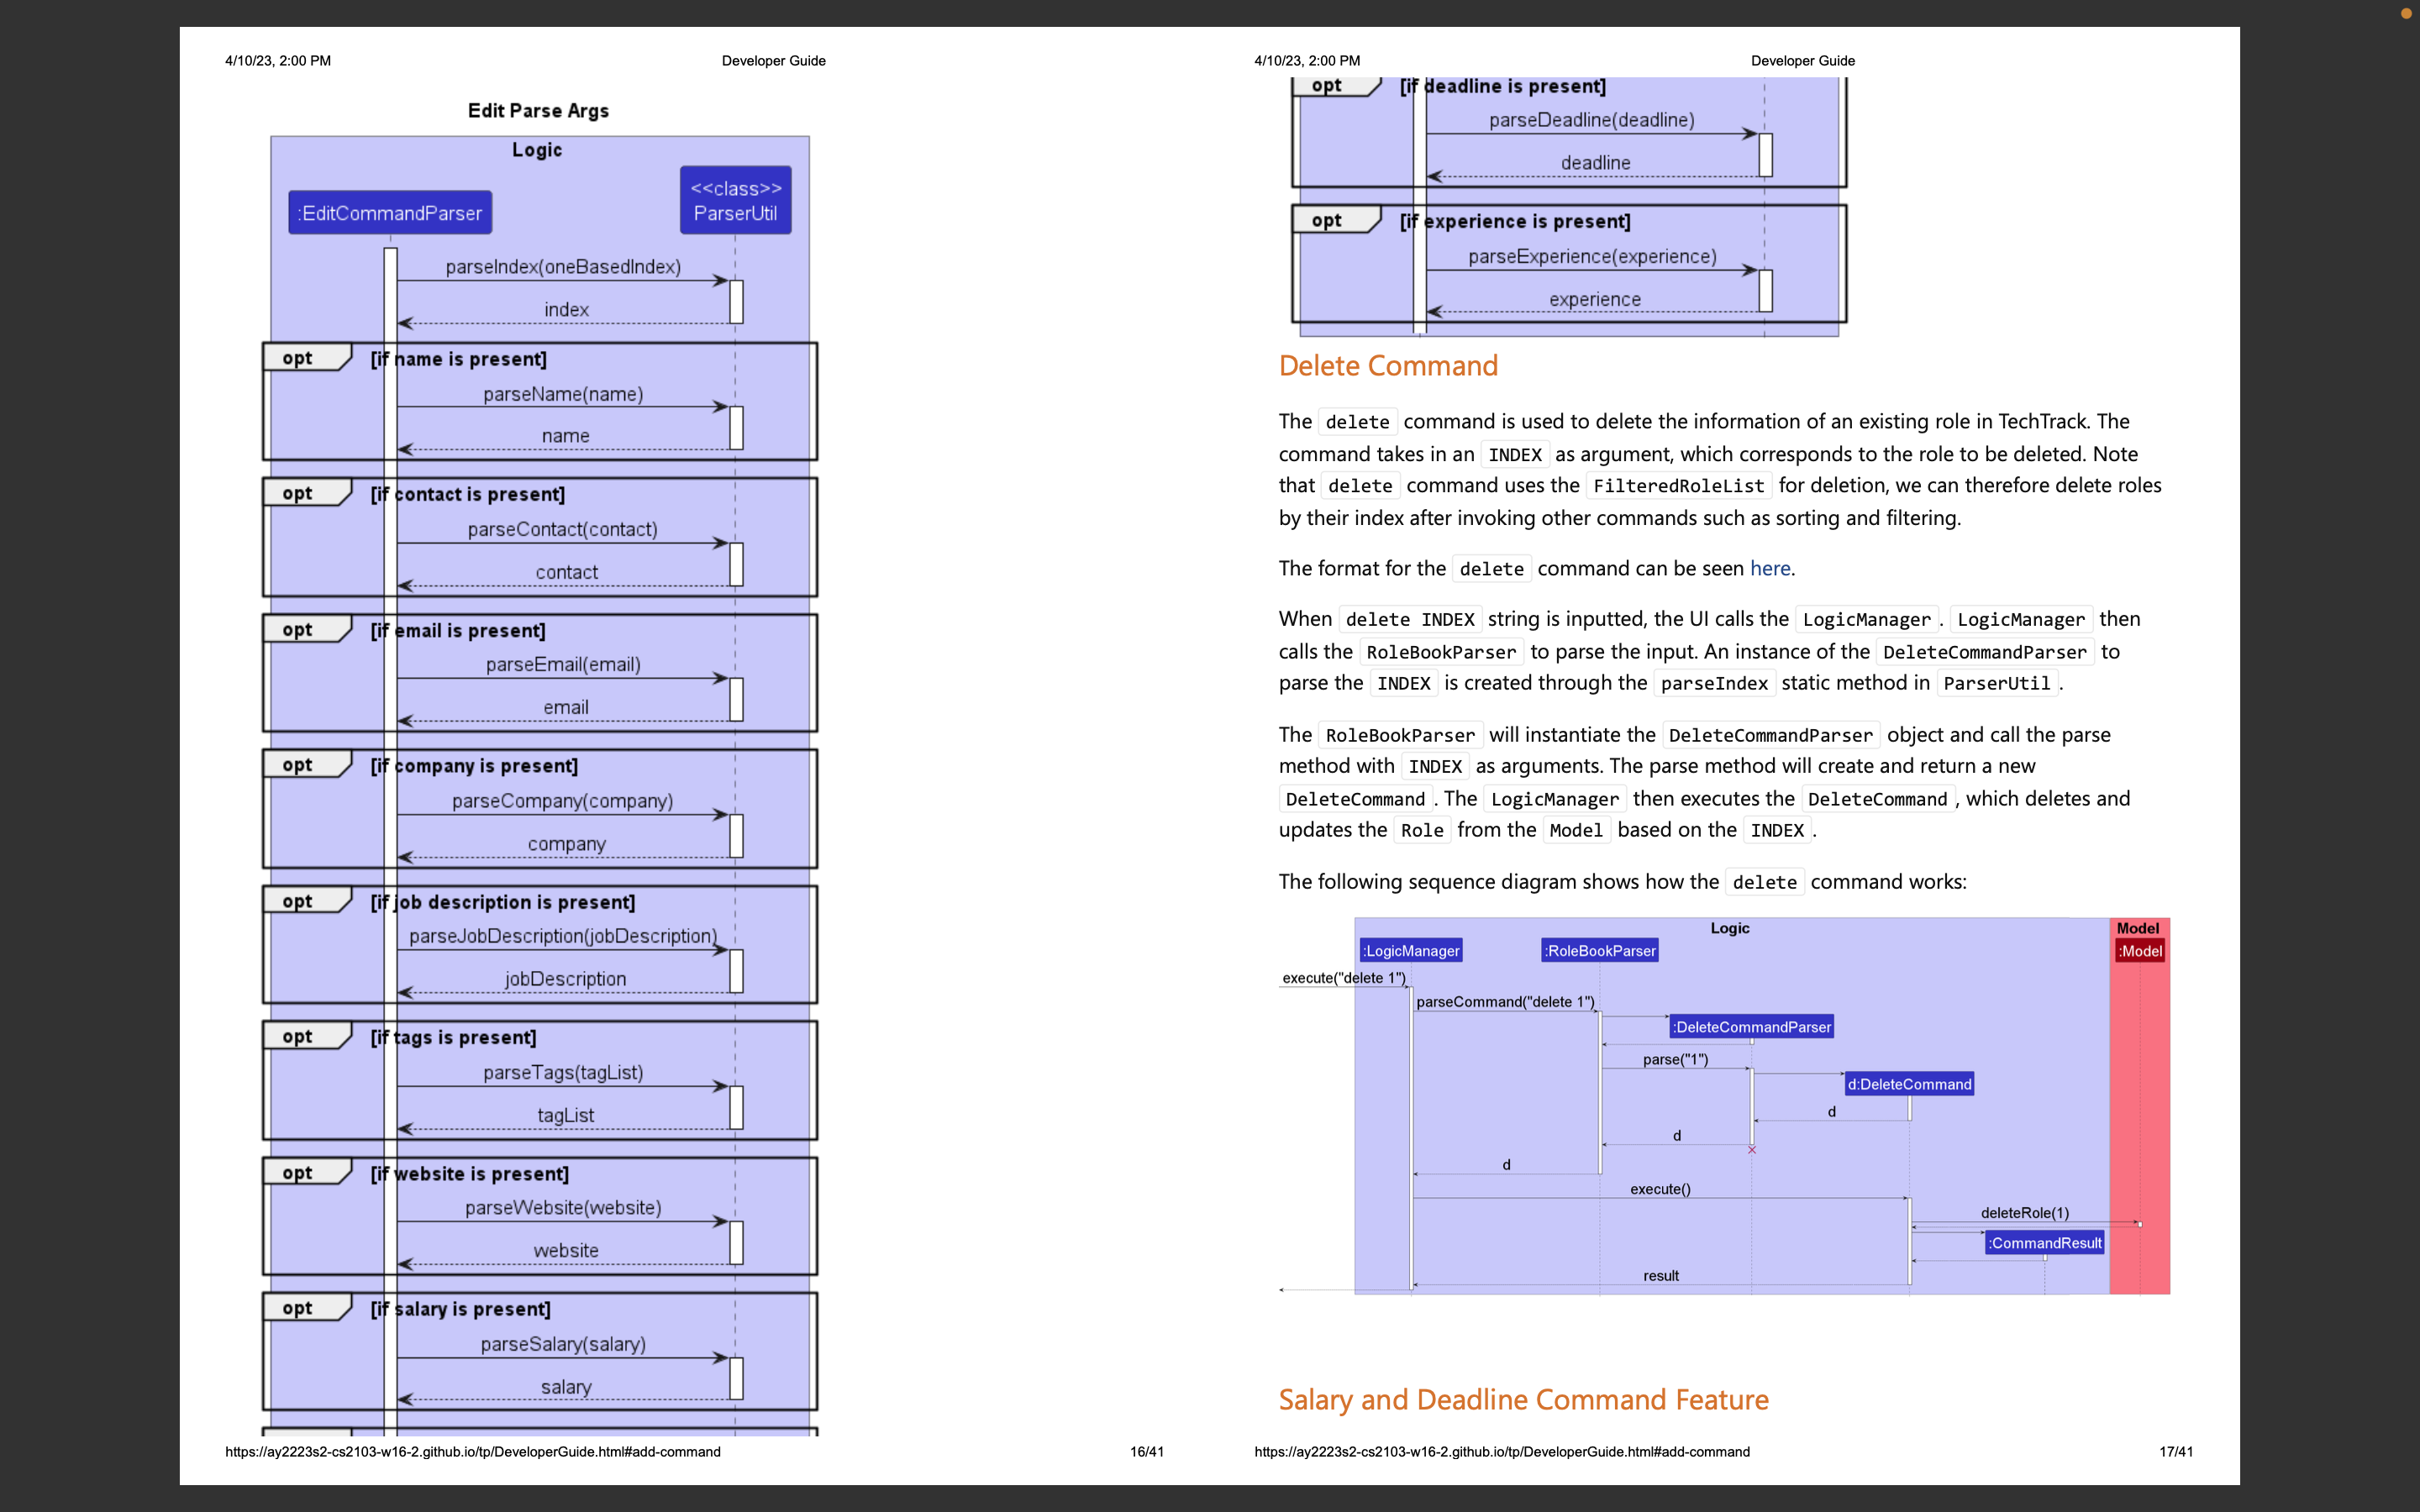 4/10/23, 2:00 PM
Developer Guide
Edit Parse Args
Logic
:EditCommandParser
<<class>>
ParserUtil
parseIndex(oneBasedIndex)
index
opt
[if name is present]
parseName(name)
name
opt
[if contact is present]
parseContact(contact)
contact
opt
[if email is present]
parseEmail(email)
email
opt
[if company is present]
parseCompany(company)
company
opt
[if job description is present]
parseJobDescription(jobDescription)
jobDescription
opt
[if tags is present]
parseTags(tagList)
tagList
opt
[if website is present]
parseWebsite(website)
website
opt
[if salary is present]
parseSalary(salary)
salary
https://ay2223s2-cs2103-w16-2.github.io/tp/DeveloperGuide.html#add-command
16/41
4/10/23, 2:00 PM
Developer Guide
opt
[if deadline is present]
parseDeadline(deadline)
deadline
opt
[if experience is present]
parseExperience(experience)
experience
Delete Command
The delete command is used to delete the information of an existing role in TechTrack. The
command takes in an INDEX as argument, which corresponds to the role to be deleted. Note
that delete command uses the FilteredRoleList for deletion, we can therefore delete roles
by their index after invoking other commands such as sorting and filtering.
The format for the delete command can be seen here.
When delete INDEX string is inputted, the UI calls the LogicManager. LogicManager then
calls the RoleBookParser to parse the input. An instance of the DeleteCommandParser to
parse the INDEX is created through the parseIndex static method in ParserUtil.
The RoleBookParser will instantiate the DeleteCommandParser object and call the parse
method with INDEX as arguments. The parse method will create and return a new
DeleteCommand. The LogicManager then executes the DeleteCommand, which deletes and
updates the Role from the Model based on the INDEX.
The following sequence diagram shows how the delete command works:
Logic
Model
:LogicManager
:RoleBookParser
:Model
execute("delete 1")
parseCommand("delete 1")
:DeleteCommandParser
parse("1")
d:DeleteCommand
d
d
d
execute()
deleteRole(1)
:CommandResult
result
Salary and Deadline Command Feature
https://ay2223s2-cs2103-w16-2.github.io/tp/DeveloperGuide.html#add-command
17/41